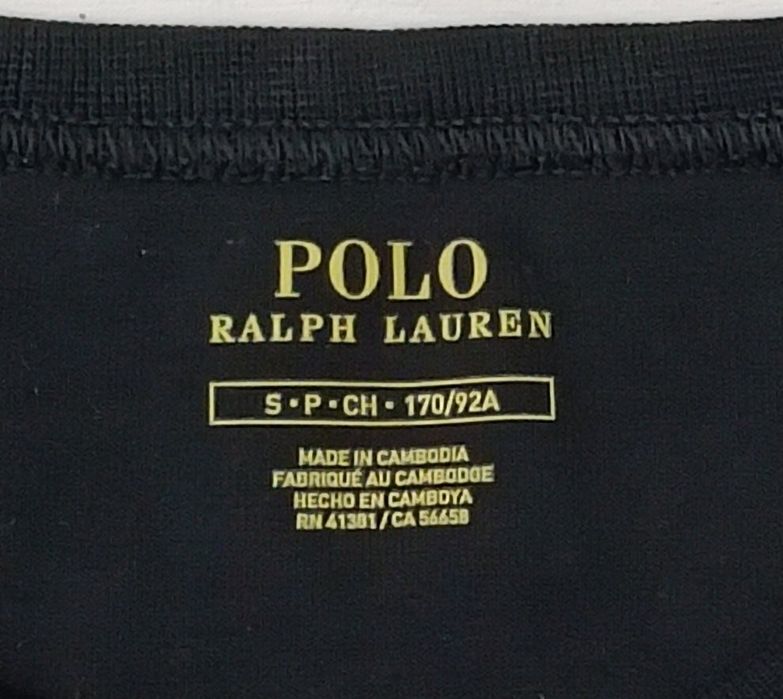 POLO
RALPH LAUREN
S • P • CH • 170/92A
MADE IN CAMBODIA
FABRIQUÉ AU CAMBODGE
HECHO EN CAMBOYA
RN 41381 / CA 56658